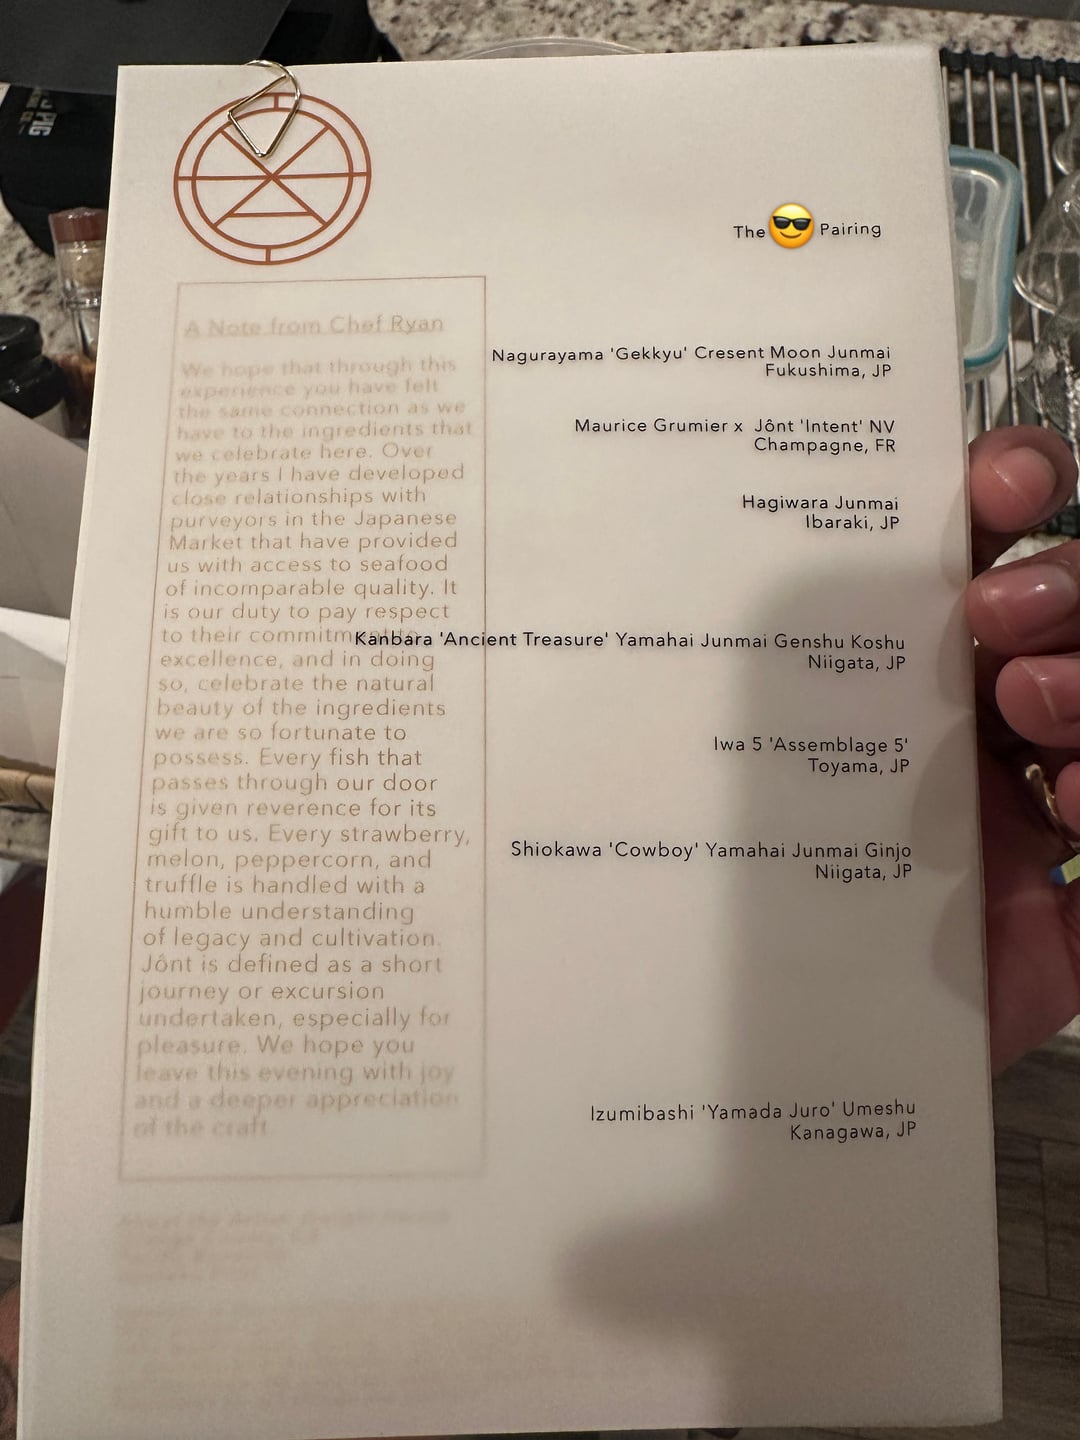 The 😎 Pairing
A Note from Chef Ryan
We hope that through this
experience you have felt
the same connection as we
have to the ingredients that
we celebrate here. Over
the years I have developed
close relationships with
purveyors in the Japanese
Market that have provided
us with access to seafood
of incomparable quality. It
is our duty to pay respect
to their
excellence, and in doing
so, celebrate the natural
beauty of the ingredients
we are so fortunate to
possess. Every fish that
passes through our door
is given reverence for its
gift to us. Every strawberry,
melon, peppercorn, and
truffle is handled with a
humble understanding
of legacy and cultivation.
Jônt is defined as a short
journey or excursion
undertaken, especially for
pleasure. We hope you
leave this evening with joy
and a deeper appreciation
of the craft.
Nagurayama 'Gekkyu' Cresent Moon Junmai
Fukushima, JP
Maurice Grumier x Jônt 'Intent' NV
Champagne, FR
Hagiwara Junmai
Ibaraki, JP
Kanbara 'Ancient Treasure' Yamahai Junmai Genshu Koshu
Niigata, JP
Iwa 5 'Assemblage 5'
Toyama, JP
Shiokawa 'Cowboy' Yamahai Junmai Ginjo
Niigata, JP
Izumibashi 'Yamada Juro' Umeshu
Kanagawa, JP
PIG